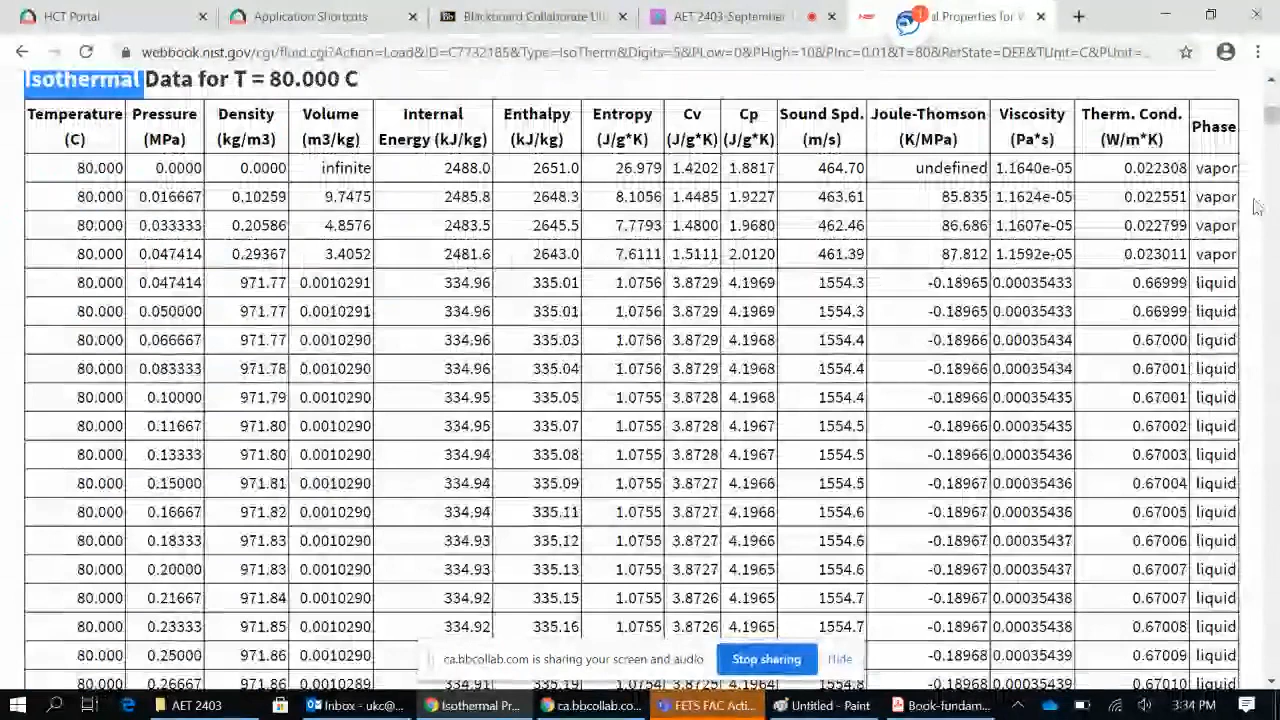 HCT Portal
Application Shortcuts
Blackboard Collaborate Ult
AET 2403-September
al Properties for W
webbook.nist.gov/cgi/fluid.cgi?Action=Load&ID=C7732185&Type=IsoTherm&Digits=5&PLow=0&PHigh=10&PInc=0.01&T=80&RefState=DEF&TUnit=C&PUnit=...
Isothermal Data for T = 80.000 C
Temperature Pressure Density Volume Internal Enthalpy Entropy Cv Cp Sound Spd. Joule-Thomson Viscosity Therm. Cond. Phase
(C) (MPa) (kg/m3) (m3/kg) Energy (kJ/kg) (kJ/kg) (J/g*K) (J/g*K) (J/g*K) (m/s) (K/MPa) (Pa*s) (W/m*K)
80.000 0.0000 0.0000 infinite 2488.0 2651.0 26.979 1.4202 1.8817 464.70 undefined 1.1640e-05 0.022308 vapor
80.000 0.016667 0.10259 9.7475 2485.8 2648.3 8.1056 1.4485 1.9227 463.61 85.835 1.1624e-05 0.022551 vapor
80.000 0.033333 0.20586 4.8576 2483.5 2645.5 7.7793 1.4800 1.9680 462.46 86.686 1.1607e-05 0.022799 vapor
80.000 0.047414 0.29367 3.4052 2481.6 2643.0 7.6111 1.5111 2.0120 461.39 87.812 1.1592e-05 0.023011 vapor
80.000 0.047414 971.77 0.0010291 334.96 335.01 1.0756 3.8729 4.1969 1554.3 -0.18965 0.00035433 0.66999 liquid
80.000 0.050000 971.77 0.0010291 334.96 335.01 1.0756 3.8729 4.1969 1554.3 -0.18965 0.00035433 0.66999 liquid
80.000 0.066667 971.77 0.0010290 334.96 335.03 1.0756 3.8729 4.1968 1554.4 -0.18966 0.00035434 0.67000 liquid
80.000 0.083333 971.78 0.0010290 334.96 335.04 1.0756 3.8729 4.1968 1554.4 -0.18966 0.00035434 0.67001 liquid
80.000 0.10000 971.79 0.0010290 334.95 335.05 1.0755 3.8728 4.1968 1554.4 -0.18966 0.00035435 0.67001 liquid
80.000 0.11667 971.80 0.0010290 334.95 335.07 1.0755 3.8728 4.1967 1554.5 -0.18966 0.00035435 0.67002 liquid
80.000 0.13333 971.80 0.0010290 334.94 335.08 1.0755 3.8728 4.1967 1554.5 -0.18966 0.00035436 0.67003 liquid
80.000 0.15000 971.81 0.0010290 334.94 335.09 1.0755 3.8727 4.1966 1554.5 -0.18967 0.00035436 0.67004 liquid
80.000 0.16667 971.82 0.0010290 334.94 335.11 1.0755 3.8727 4.1966 1554.6 -0.18967 0.00035436 0.67005 liquid
80.000 0.18333 971.83 0.0010290 334.93 335.12 1.0755 3.8727 4.1966 1554.6 -0.18967 0.00035437 0.67006 liquid
80.000 0.20000 971.83 0.0010290 334.93 335.13 1.0755 3.8727 4.1965 1554.6 -0.18967 0.00035437 0.67007 liquid
80.000 0.21667 971.84 0.0010290 334.92 335.15 1.0755 3.8726 4.1965 1554.7 -0.18967 0.00035438 0.67007 liquid
80.000 0.23333 971.85 0.0010290 334.92 335.16 1.0755 3.8726 4.1965 1554.7 -0.18967 0.00035438 0.67008 liquid
80.000 0.25000 971.86 0.0010290 -0.18968 0.00035439 0.67009 liquid
80.000 0.26667 971.86 0.0010289 334.91 335.19 1.0754 3.8725 4.1964 1554.8 -0.18968 0.00035439 0.67010 liquid
ca.bbcollab.com is sharing your screen and audio Stop sharing Hide
AET 2403 Inbox - ukc@... Isothermal Pr... ca.bbcollab.co... FETS FAC Acti... Untitled - Paint Book-fundam... 3:34 PM